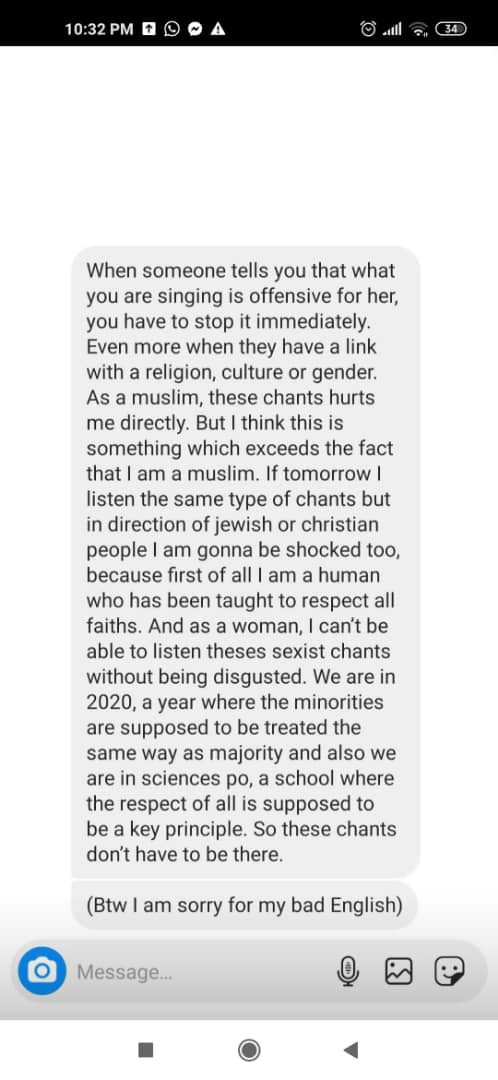 10:32 PM
34
When someone tells you that what
you are singing is offensive for her,
you have to stop it immediately.
Even more when they have a link
with a religion, culture or gender.
As a muslim, these chants hurts
me directly. But I think this is
something which exceeds the fact
that I am a muslim. If tomorrow I
listen the same type of chants but
in direction of jewish or christian
people I am gonna be shocked too,
because first of all I am a human
who has been taught to respect all
faiths. And as a woman, I can't be
able to listen theses sexist chants
without being disgusted. We are in
2020, a year where the minorities
are supposed to be treated the
same way as majority and also we
are in sciences po, a school where
the respect of all is supposed to
be a key principle. So these chants
don't have to be there.
(Btw I am sorry for my bad English)
Message...